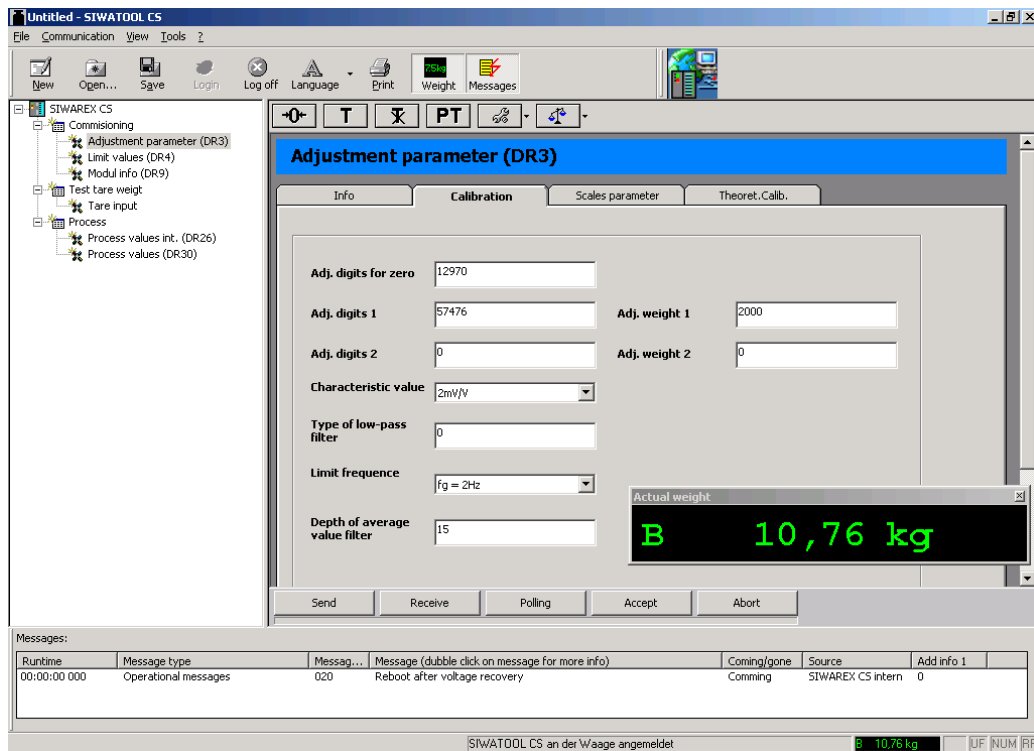 Untitled - SIWATOOL CS
File Communication View Tools ?
New Open... Save Login Log off Language Print Weight Messages
7.5kg
SIWAREX CS
Commisioning
Adjustment parameter (DR3)
Limit values (DR4)
Modul info (DR9)
Test tare weigt
Tare input
Process
Process values int. (DR26)
Process values (DR30)
→0← T T PT
Adjustment parameter (DR3)
Info Calibration Scales parameter Theoret.Calib.
Adj. digits for zero 12970
Adj. digits 1 57476 Adj. weight 1 2000
Adj. digits 2 0 Adj. weight 2 0
Characteristic value 2mV/V
Type of low-pass
filter 0
Limit frequence fg = 2Hz
Depth of average
value filter 15
Actual weight
B 10,76 kg
Send Receive Polling Accept Abort
Messages:
Runtime Message type Messag... Message (dubble click on message for more info) Coming/gone Source Add info 1
00:00:00 000 Operational messages 020 Reboot after voltage recovery Comming SIWAREX CS intern 0
SIWATOOL CS an der Waage angemeldet B 10,76 kg UF NUM